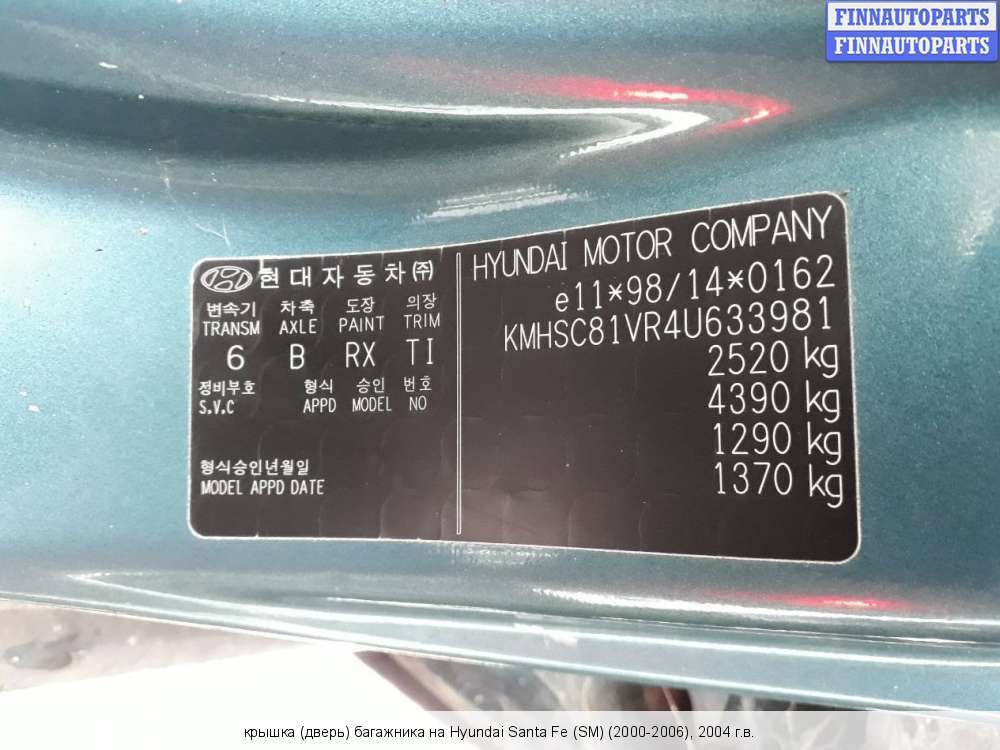 FINNAUTOPARTS
FINNAUTOPARTS
현대자동차㈜
변속기 차축 도장 의장
TRANSM AXLE PAINT TRIM
6 B RX TI
정비부호 형식 승인 번호
S.V.C APPD MODEL NO
형식승인년월일
MODEL APPD DATE
HYUNDAI MOTOR COMPANY
e11*98/14*0162
KMHSC81VR4U633981
2520 kg
4390 kg
1290 kg
1370 kg
крышка (дверь) багажника на Hyundai Santa Fe (SM) (2000-2006), 2004 г.в.